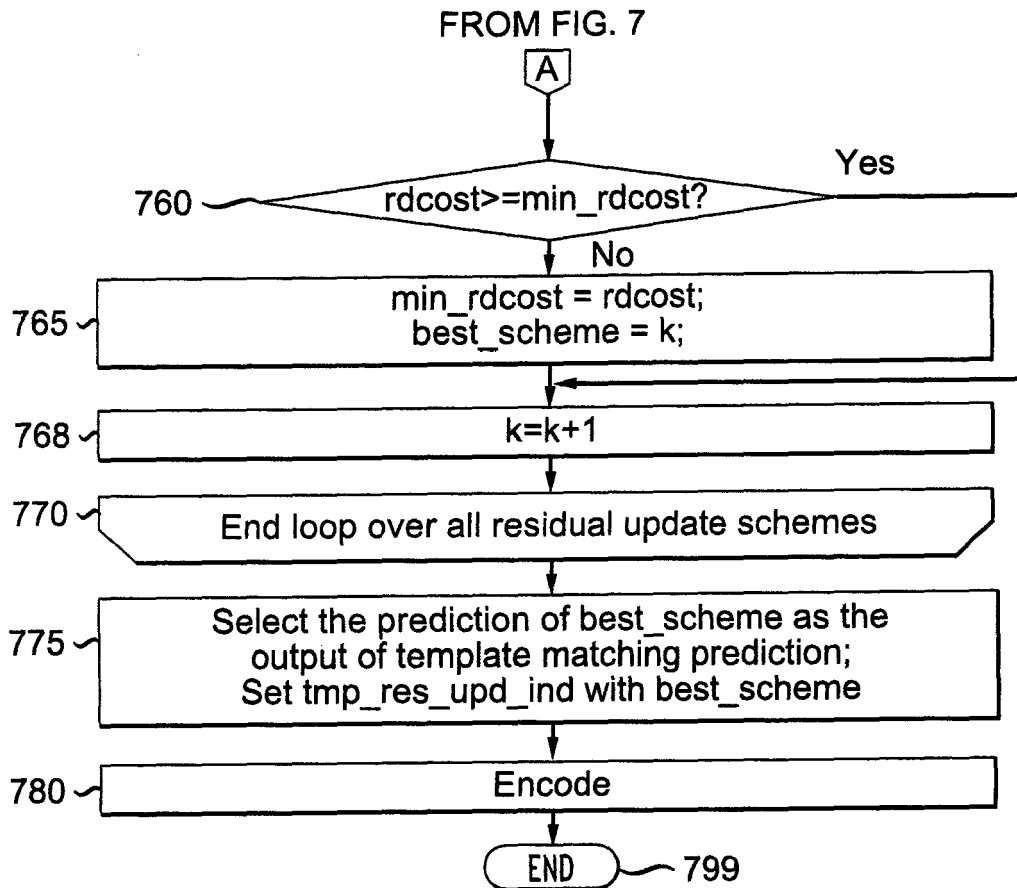 FROM FIG. 7
A
Yes
760
rdcost>=min_rdcost?
No
765
min_rdcost = rdcost;
best_scheme = k;
768
k=k+1
770
End loop over all residual update schemes
775
Select the prediction of best_scheme as the
output of template matching prediction;
Set tmp_res_upd_ind with best_scheme
780
Encode
END
799